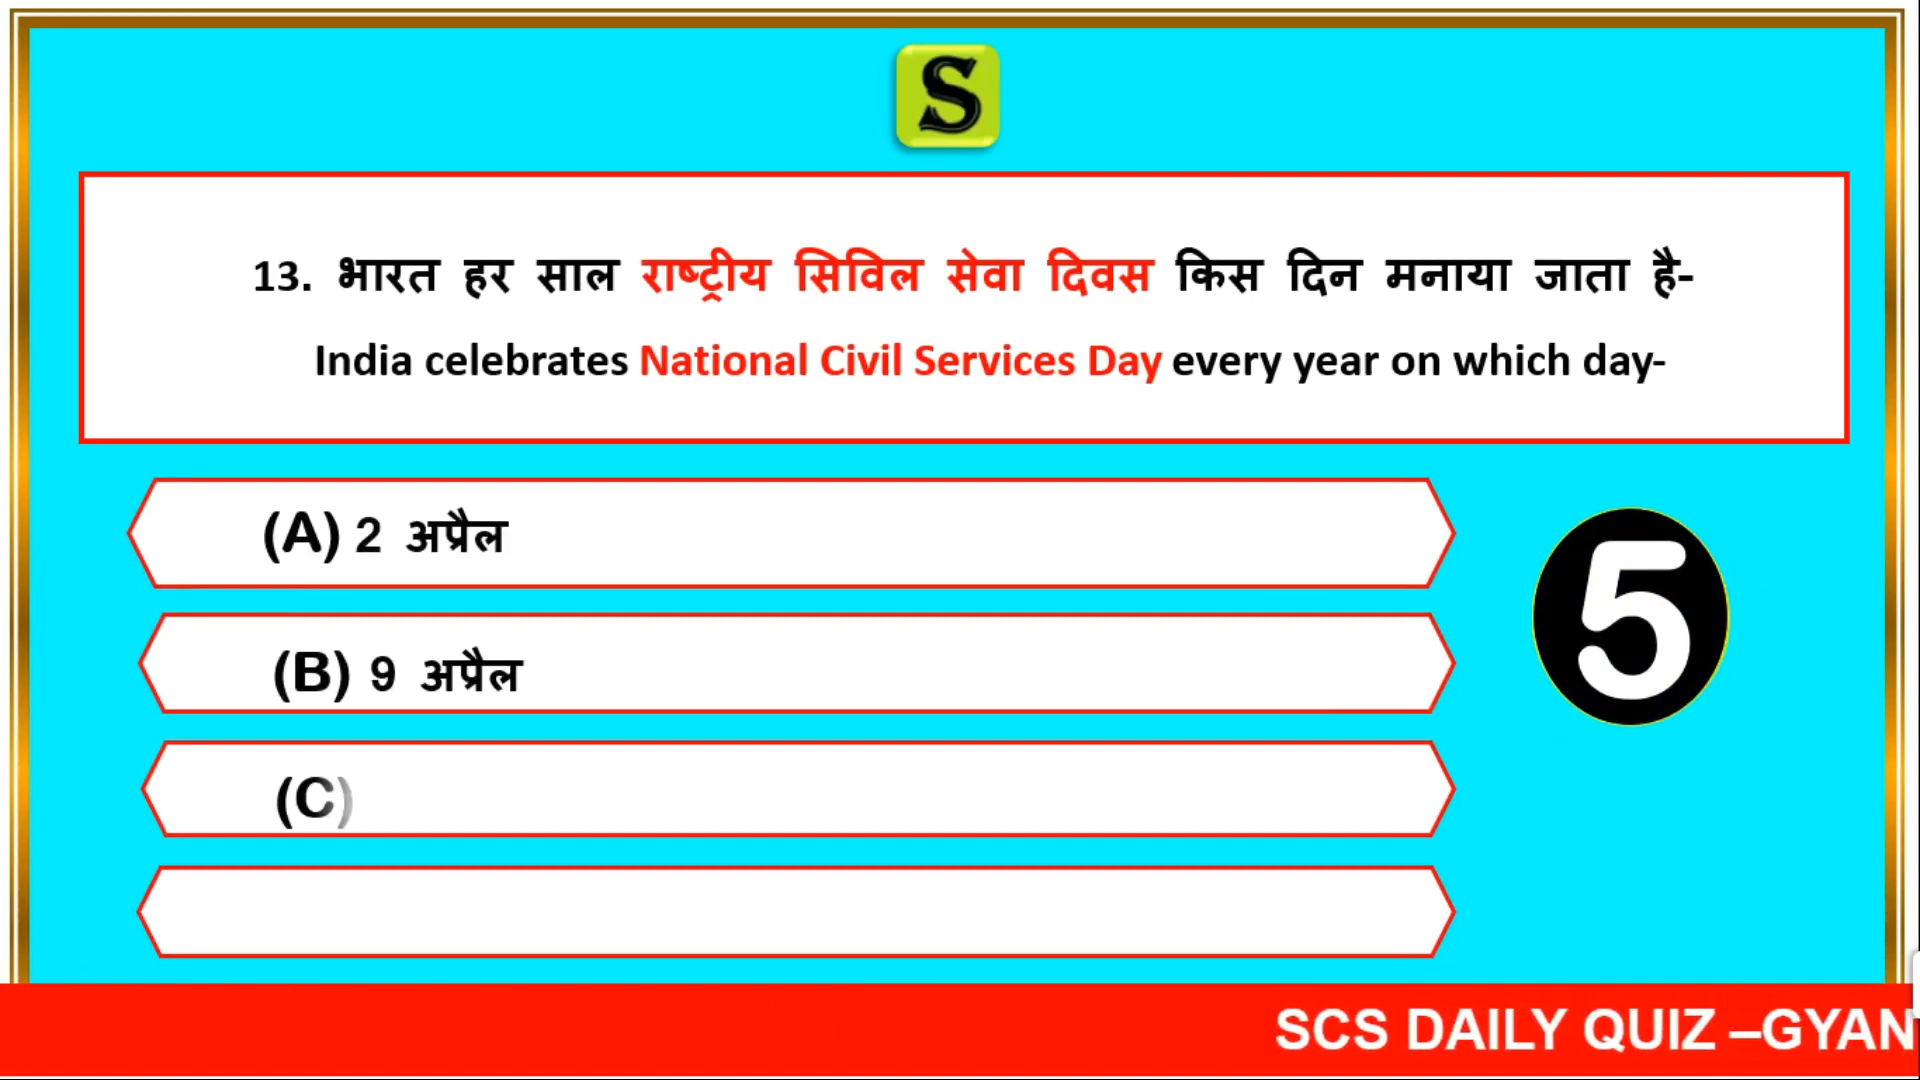 S
13. भारत हर साल राष्ट्रीय सिविल सेवा दिवस किस दिन मनाया जाता है-
India celebrates National Civil Services Day every year on which day-
(A) 2 अप्रैल
(B) 9 अप्रैल
5
(C)
SCS DAILY QUIZ –GYAN